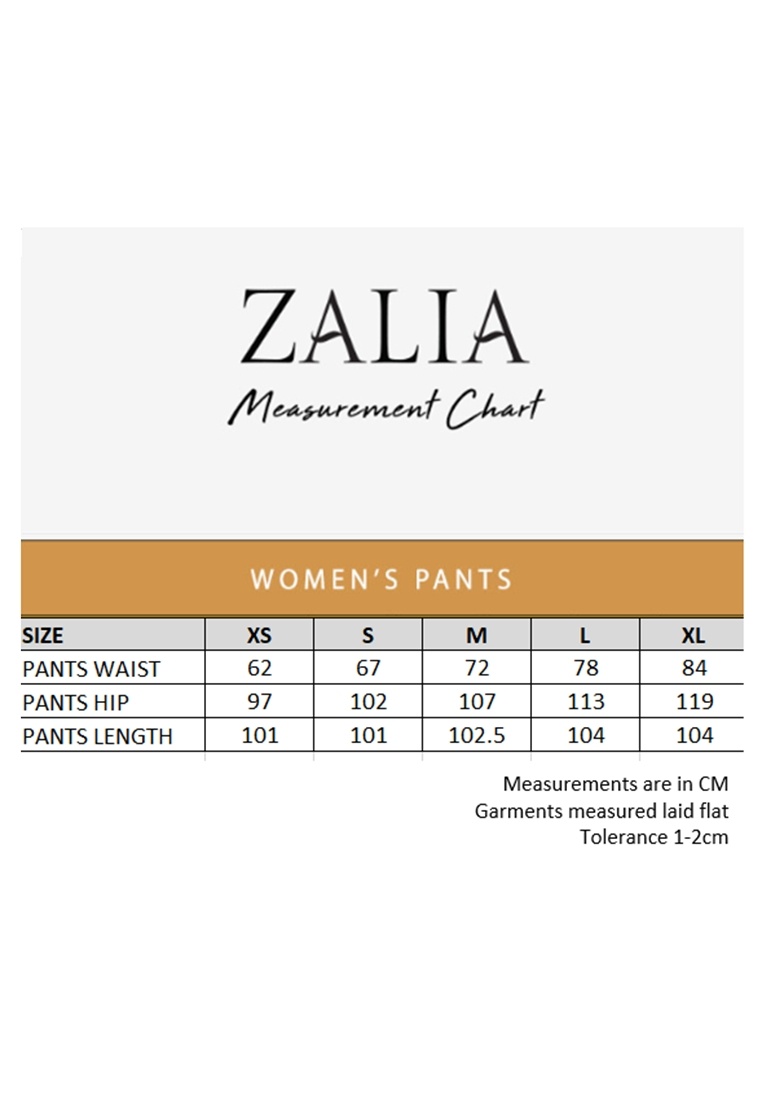 ZALIA
Measurement Chart
WOMEN'S PANTS
SIZE XS S M L XL
PANTS WAIST 62 67 72 78 84
PANTS HIP 97 102 107 113 119
PANTS LENGTH 101 101 102.5 104 104
Measurements are in CM
Garments measured laid flat
Tolerance 1-2cm